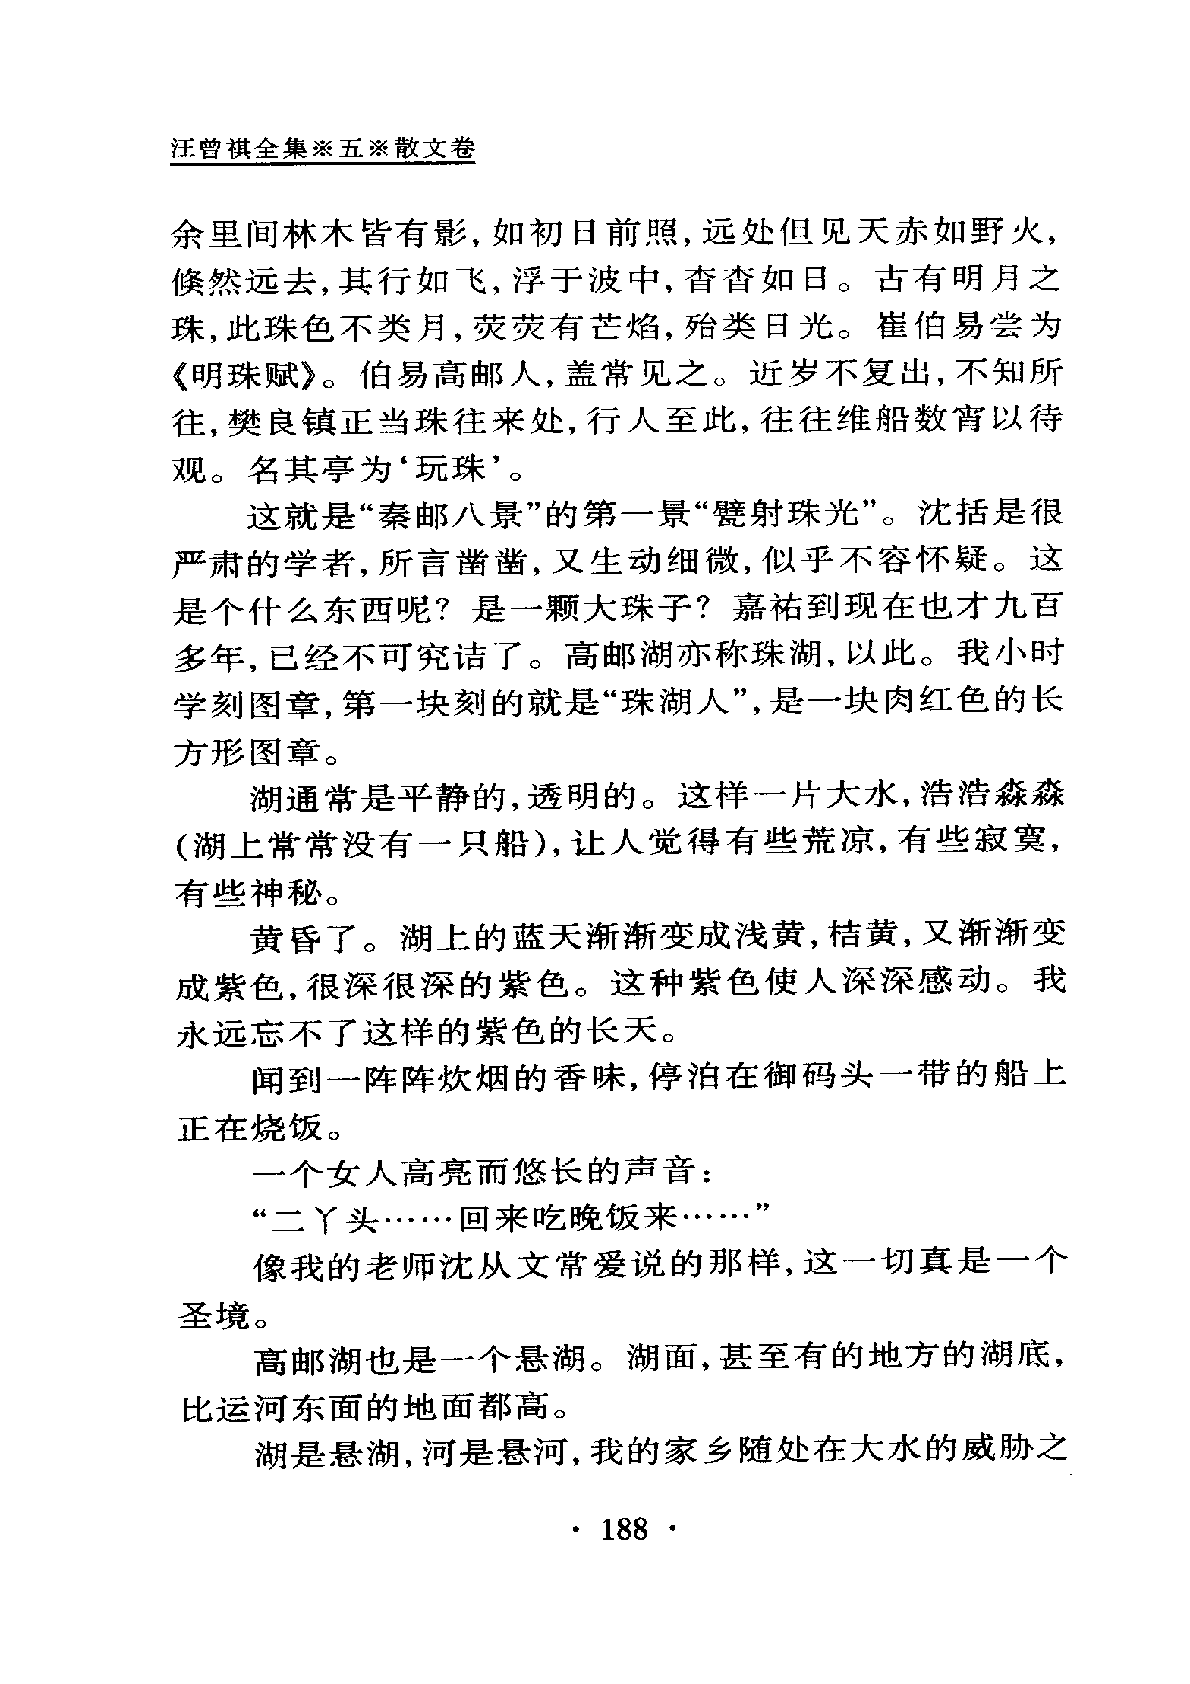 汪曾祺全集※五※散文卷
余里间林木皆有影,如初日前照,远处但见天赤如野火,
倏然远去,其行如飞,浮于波中,杳杳如日。古有明月之
珠,此珠色不类月,荧荧有芒焰,殆类日光。崔伯易尝为
《明珠赋》。伯易高邮人,盖常见之。近岁不复出,不知所
往,樊良镇正当珠往来处,行人至此,往往维船数宵以待
观。名其亭为‘玩珠’。
这就是“秦邮八景”的第一景“甓射珠光”。沈括是很
严肃的学者,所言凿凿,又生动细微,似乎不容怀疑。这
是个什么东西呢?是一颗大珠子?嘉祐到现在也才九百
多年,已经不可究诘了。高邮湖亦称珠湖,以此。我小时
学刻图章,第一块刻的就是“珠湖人”,是一块肉红色的长
方形图章。
湖通常是平静的,透明的。这样一片大水,浩浩淼淼
(湖上常常没有一只船),让人觉得有些荒凉,有些寂寞,
有些神秘。
黄昏了。湖上的蓝天渐渐变成浅黄,桔黄,又渐渐变
成紫色,很深很深的紫色。这种紫色使人深深感动。我
永远忘不了这样的紫色的长天。
闻到一阵阵炊烟的香味,停泊在御码头一带的船上
正在烧饭。
一个女人高亮而悠长的声音:
“二丫头……回来吃晚饭来……”
像我的老师沈从文常爱说的那样,这一切真是一个
圣境。
高邮湖也是一个悬湖。湖面,甚至有的地方的湖底,
比运河东面的地面都高。
湖是悬湖,河是悬河,我的家乡随处在大水的威胁之
· 188 ·